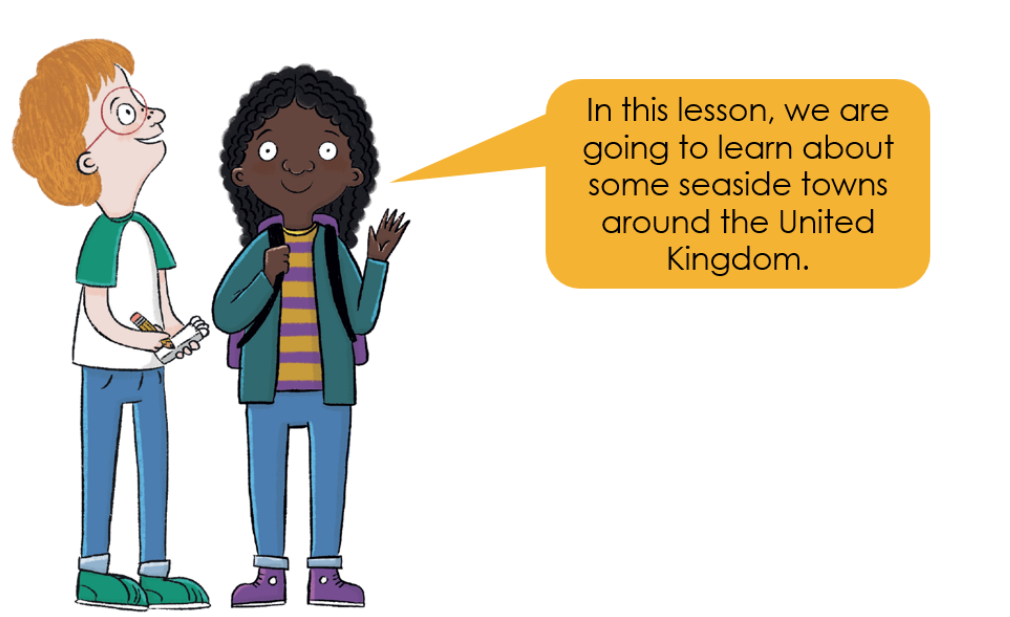 In this lesson, we are
going to learn about
some seaside towns
around the United
Kingdom.